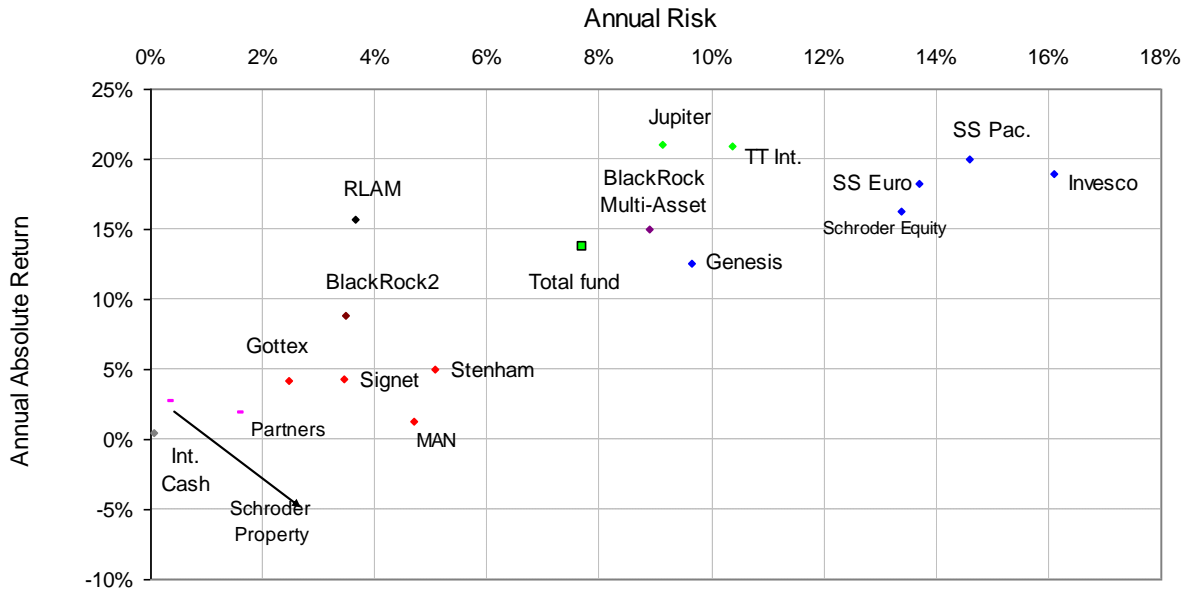 Annual Risk
0% 2% 4% 6% 8% 10% 12% 14% 16% 18%
Annual Absolute Return
25%
20%
15%
10%
5%
0%
-5%
-10%
Jupiter
TT Int.
SS Pac.
BlackRock
Multi-Asset
RLAM
SS Euro
Invesco
Schroder Equity
Genesis
Total fund
BlackRock2
Gottex
Signet
Stenham
Partners
MAN
Int.
Cash
Schroder
Property